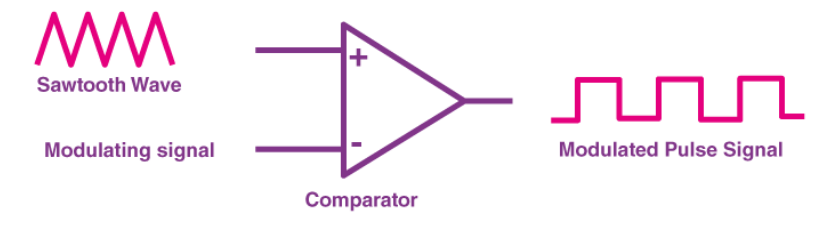 +
Sawtooth Wave
Modulating signal
-
Comparator
Modulated Pulse Signal